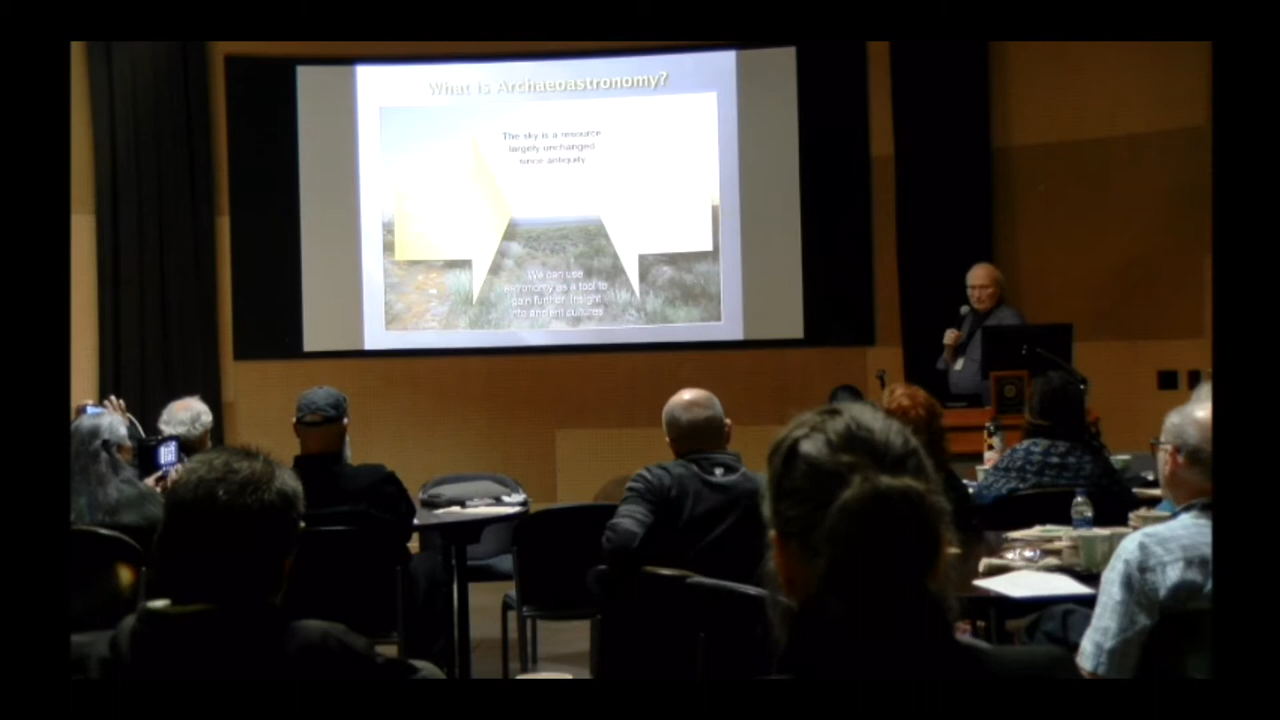 What Is Archaeoastronomy?
The sky is a resource
largely unchanged
since antiquity
We can use
astronomy as a tool to
gain further insight
into ancient cultures